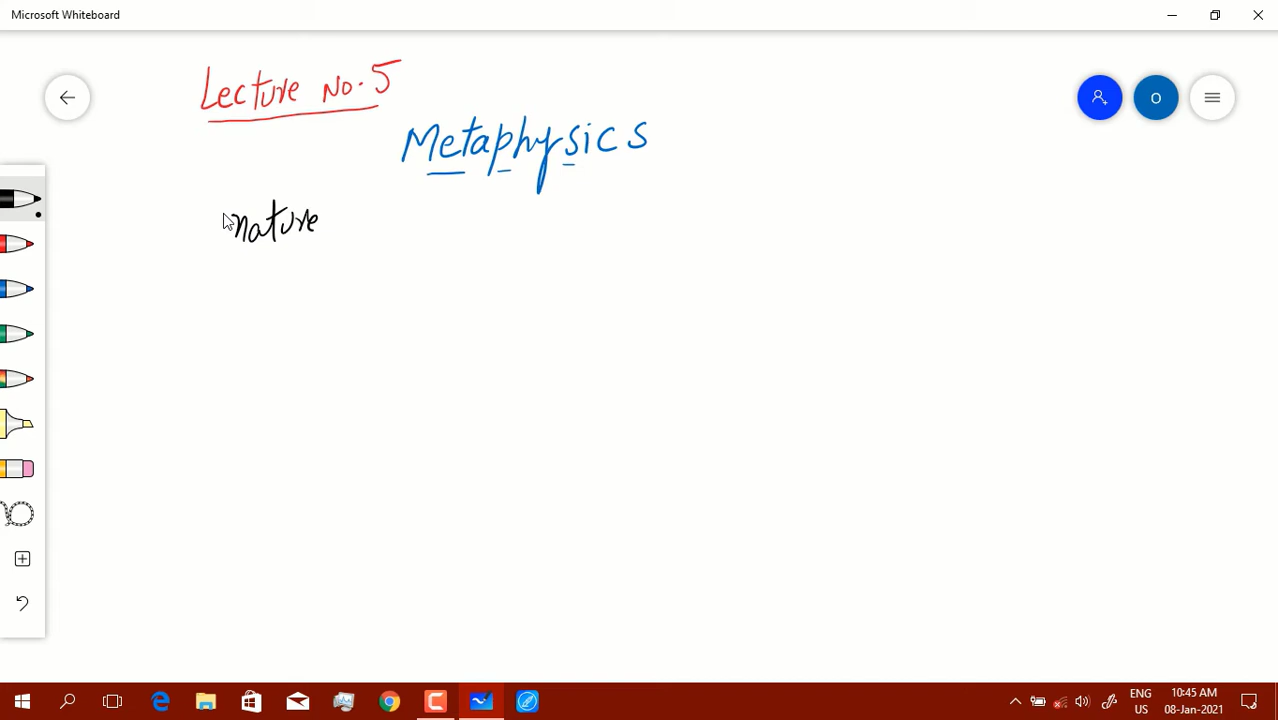 Microsoft Whiteboard
Lecture No. 5
Metaphysics
nature
O
ENG
US
10:45 AM
08-Jan-2021